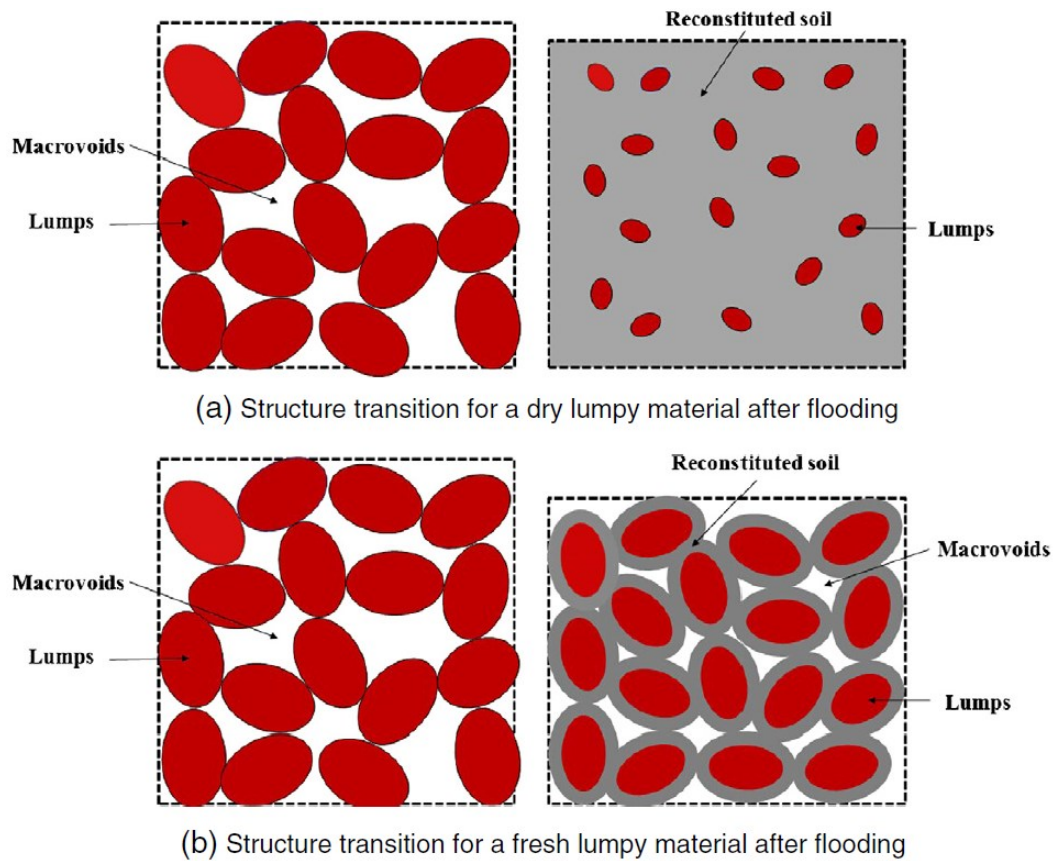 Reconstituted soil
Macrovoids
Lumps
Lumps
(a) Structure transition for a dry lumpy material after flooding
Reconstituted soil
Macrovoids
Macrovoids
Lumps
Lumps
(b) Structure transition for a fresh lumpy material after flooding